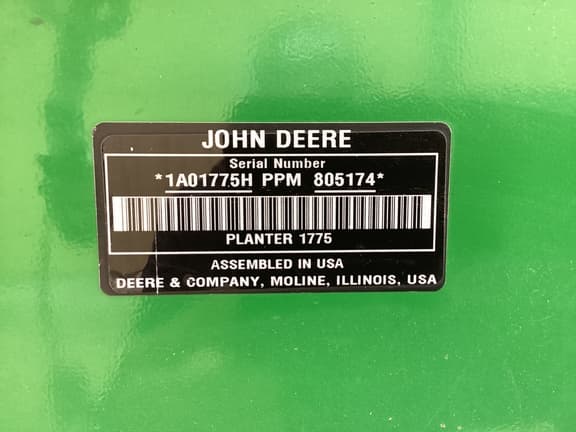 JOHN DEERE
Serial Number
*1A01775H PPM 805174*
PLANTER 1775
ASSEMBLED IN USA
DEERE & COMPANY, MOLINE, ILLINOIS, USA